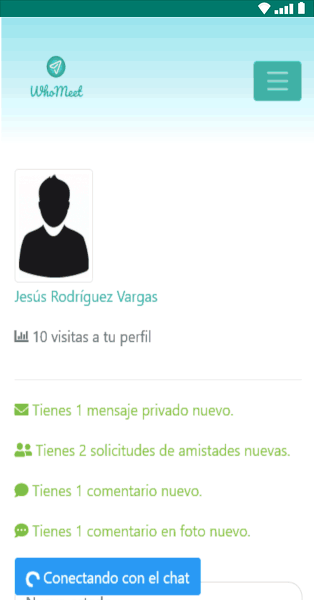 WhoMeet
Jesús Rodríguez Vargas
10 visitas a tu perfil
Tienes 1 mensaje privado nuevo.
Tienes 2 solicitudes de amistades nuevas.
Tienes 1 comentario nuevo.
Tienes 1 comentario en foto nuevo.
Conectando con el chat